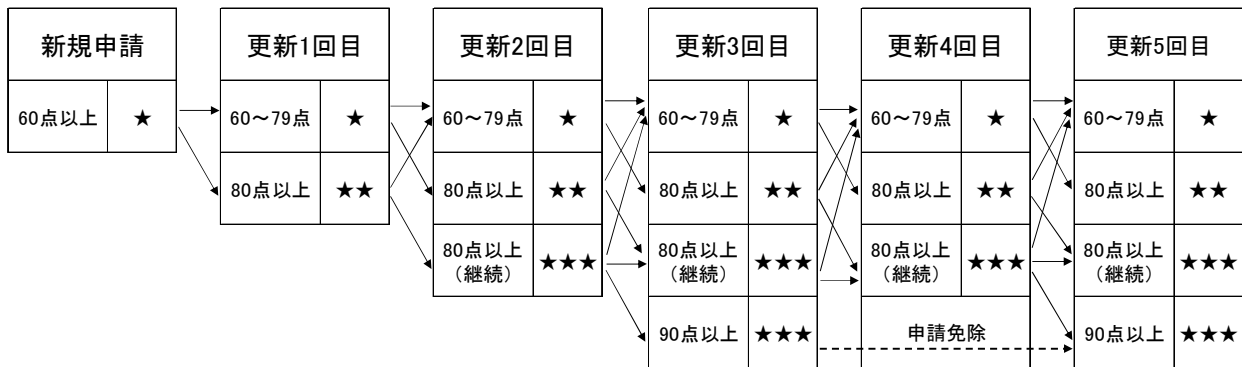 新規申請
60点以上 ★
更新1回目
60～79点 ★
80点以上 ★★
更新2回目
60～79点 ★
80点以上 ★★
80点以上
（継続） ★★★
更新3回目
60～79点 ★
80点以上 ★★
80点以上
（継続） ★★★
90点以上 ★★★
更新4回目
60～79点 ★
80点以上 ★★
80点以上
（継続） ★★★
申請免除
更新5回目
60～79点 ★
80点以上 ★★
80点以上
（継続） ★★★
90点以上 ★★★